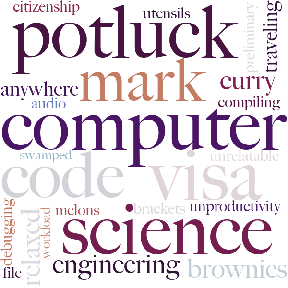 citizenship
utensils
preliminary
traveling
potluck
mark
curry
anywhere
audio
compiling
computer
swamped
unrelatable
code
visa
debugging
relaxed
workload
melons
brackets
unproductivity
science
file
engineering
brownies